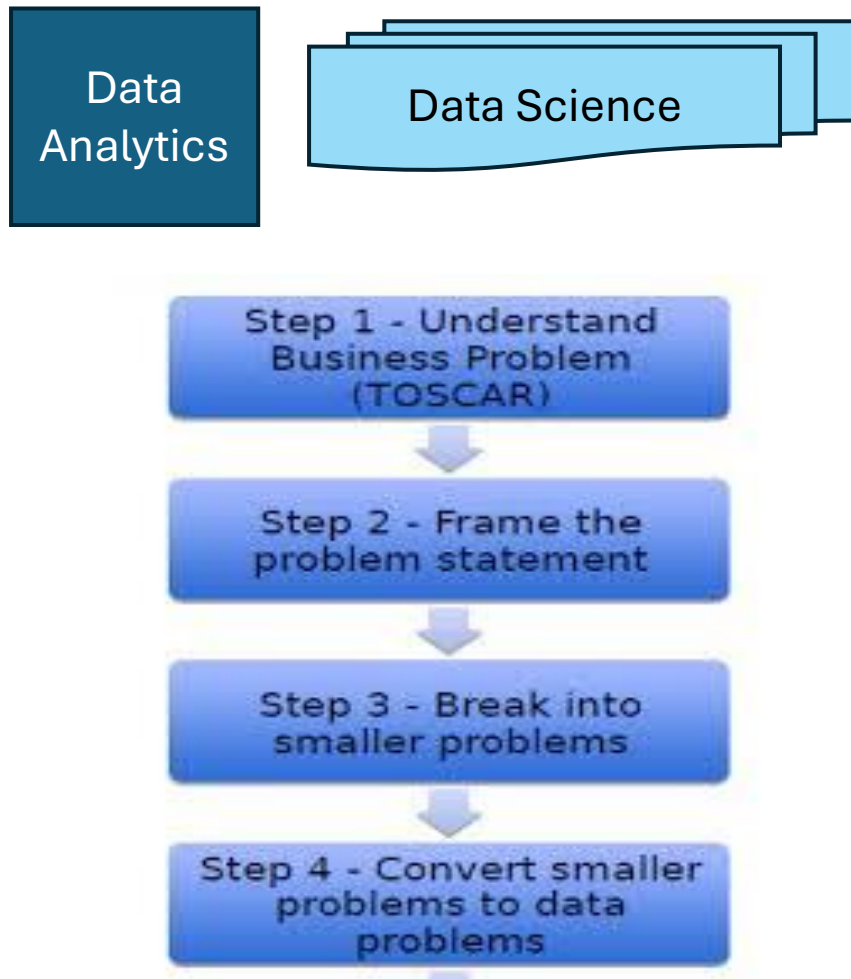 Data
Analytics
Data Science
Step 1 - Understand
Business Problem
(TOSCAR)
Step 2 - Frame the
problem statement
Step 3 - Break into
smaller problems
Step 4 - Convert smaller
problems to data
problems